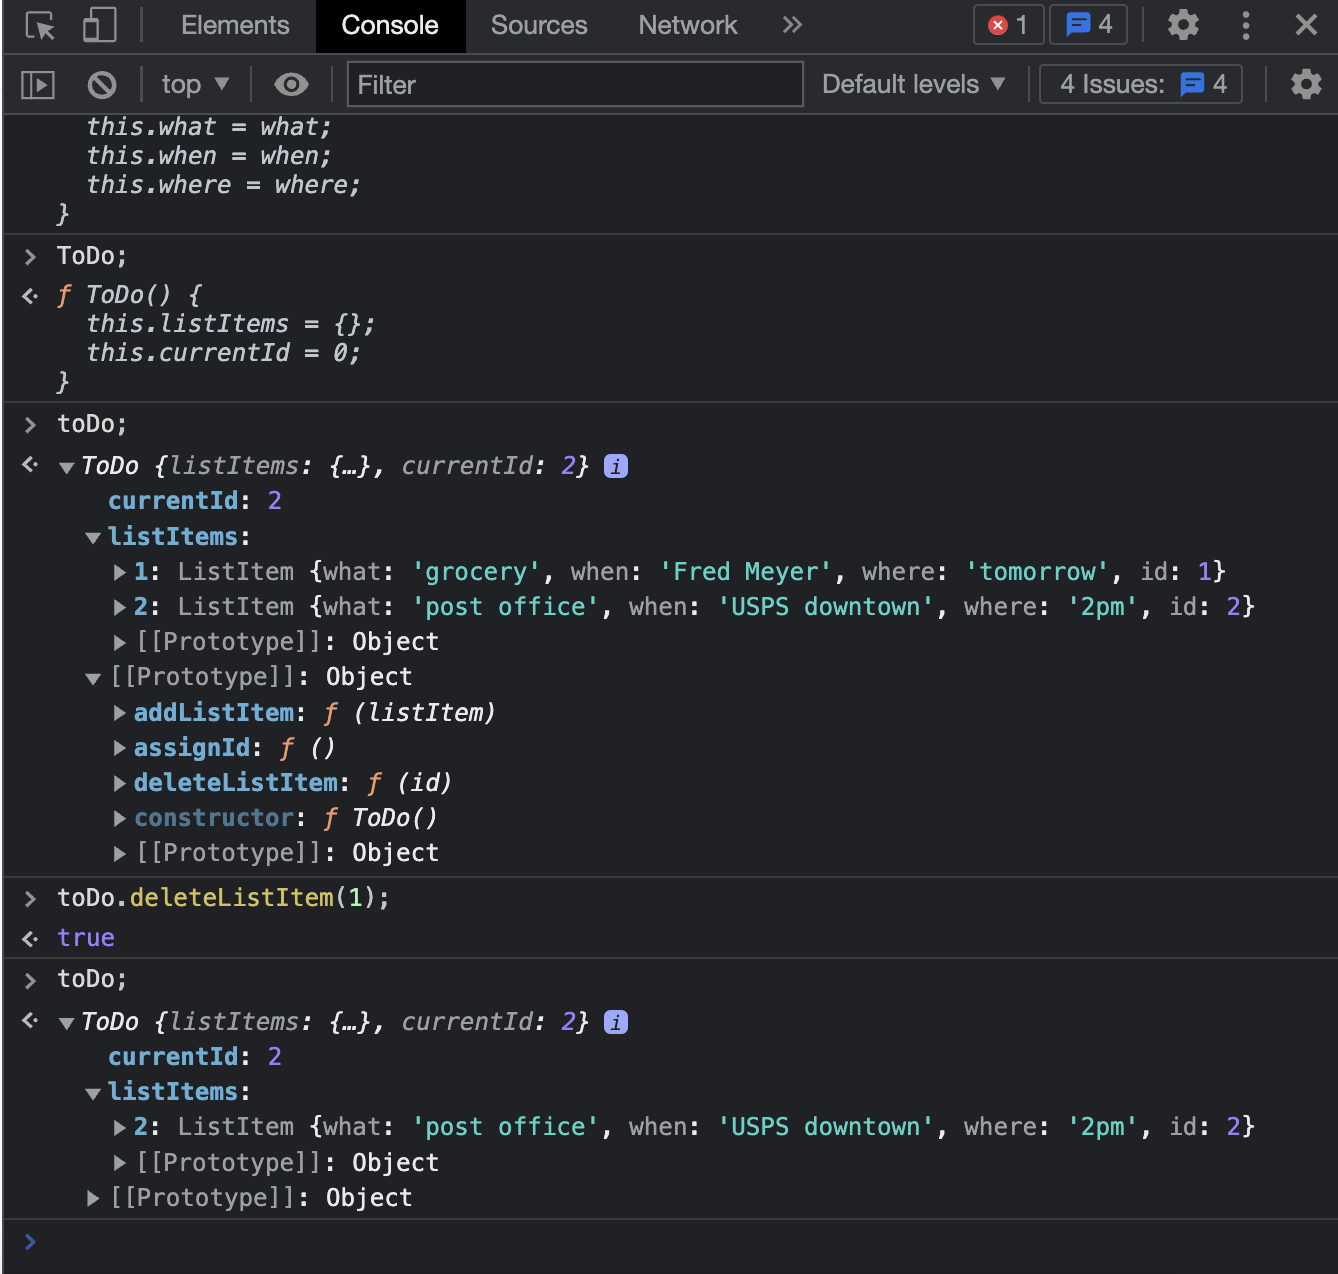 Elements Console Sources Network » 1 4
top ▼ Filter Default levels ▼ 4 Issues: 4
this.what = what;
this.when = when;
this.where = where;
}
> ToDo;
<· ƒ ToDo() {
this.listItems = {};
this.currentId = 0;
}
> toDo;
<· ▼ ToDo {listItems: {…}, currentId: 2} i
currentId: 2
▼ listItems:
▶ 1: ListItem {what: 'grocery', when: 'Fred Meyer', where: 'tomorrow', id: 1}
▶ 2: ListItem {what: 'post office', when: 'USPS downtown', where: '2pm', id: 2}
▶ [[Prototype]]: Object
▼ [[Prototype]]: Object
▶ addListItem: ƒ (listItem)
▶ assignId: ƒ ()
▶ deleteListItem: ƒ (id)
▶ constructor: ƒ ToDo()
▶ [[Prototype]]: Object
> toDo.deleteListItem(1);
<· true
> toDo;
<· ▼ ToDo {listItems: {…}, currentId: 2} i
currentId: 2
▼ listItems:
▶ 2: ListItem {what: 'post office', when: 'USPS downtown', where: '2pm', id: 2}
▶ [[Prototype]]: Object
▶ [[Prototype]]: Object
>